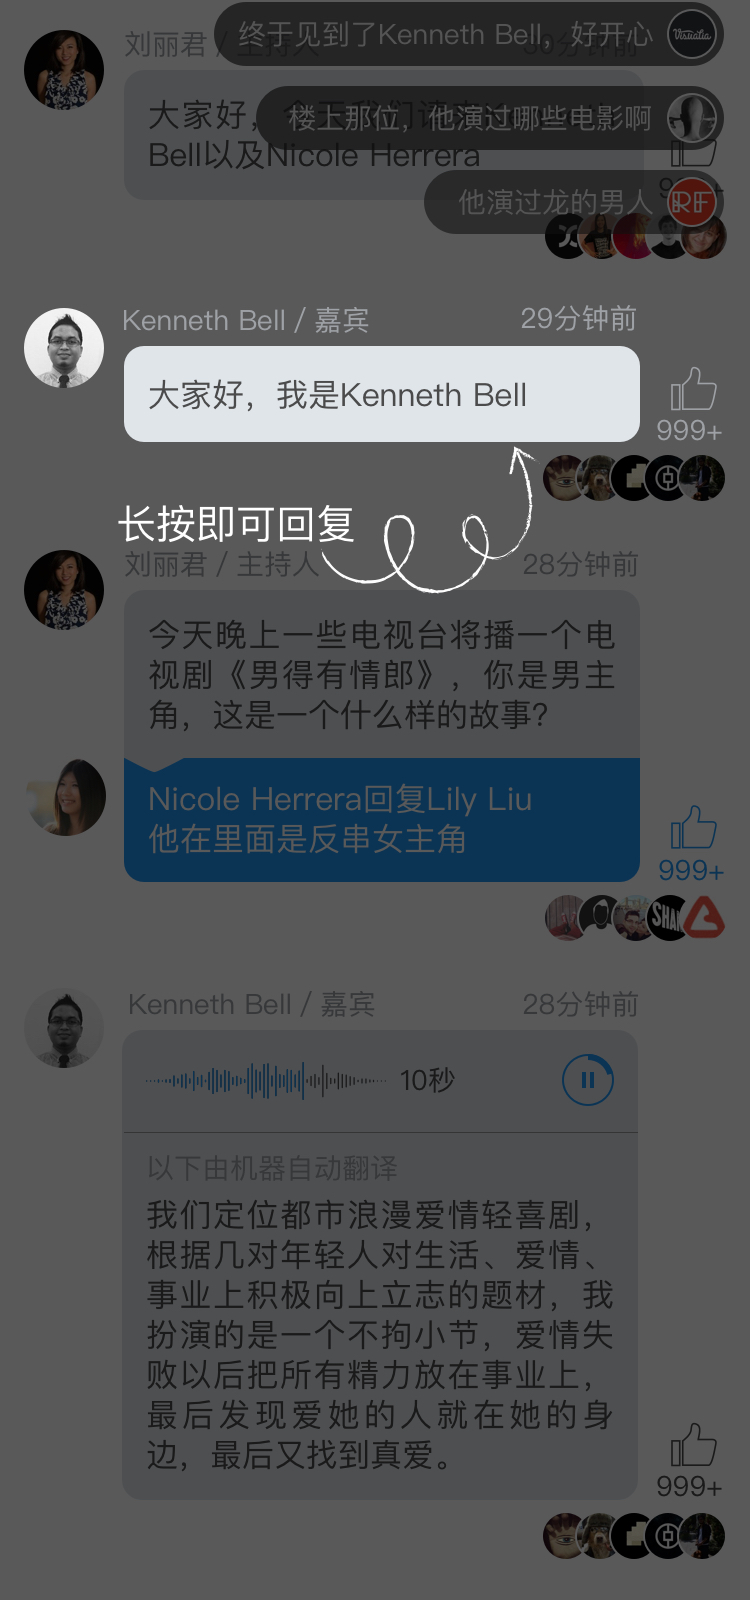 终于见到了Kenneth Bell，好开心
Visualia
刘丽君 / 主持人
大家好，
楼上那位，他演过哪些电影啊
Bell以及Nicole Herrera
他演过龙的男人
RF
Kenneth Bell / 嘉宾
29分钟前
大家好，我是Kenneth Bell
999+
长按即可回复
刘丽君 / 主持人
28分钟前
今天晚上一些电视台将播一个电
视剧《男得有情郎》，你是男主
角，这是一个什么样的故事？
Nicole Herrera回复Lily Liu
他在里面是反串女主角
999+
SHAI
Kenneth Bell / 嘉宾
28分钟前
10秒
以下由机器自动翻译
我们定位都市浪漫爱情轻喜剧，
根据几对年轻人对生活、爱情、
事业上积极向上立志的题材，我
扮演的是一个不拘小节，爱情失
败以后把所有精力放在事业上，
最后发现爱她的人就在她的身
边，最后又找到真爱。
999+